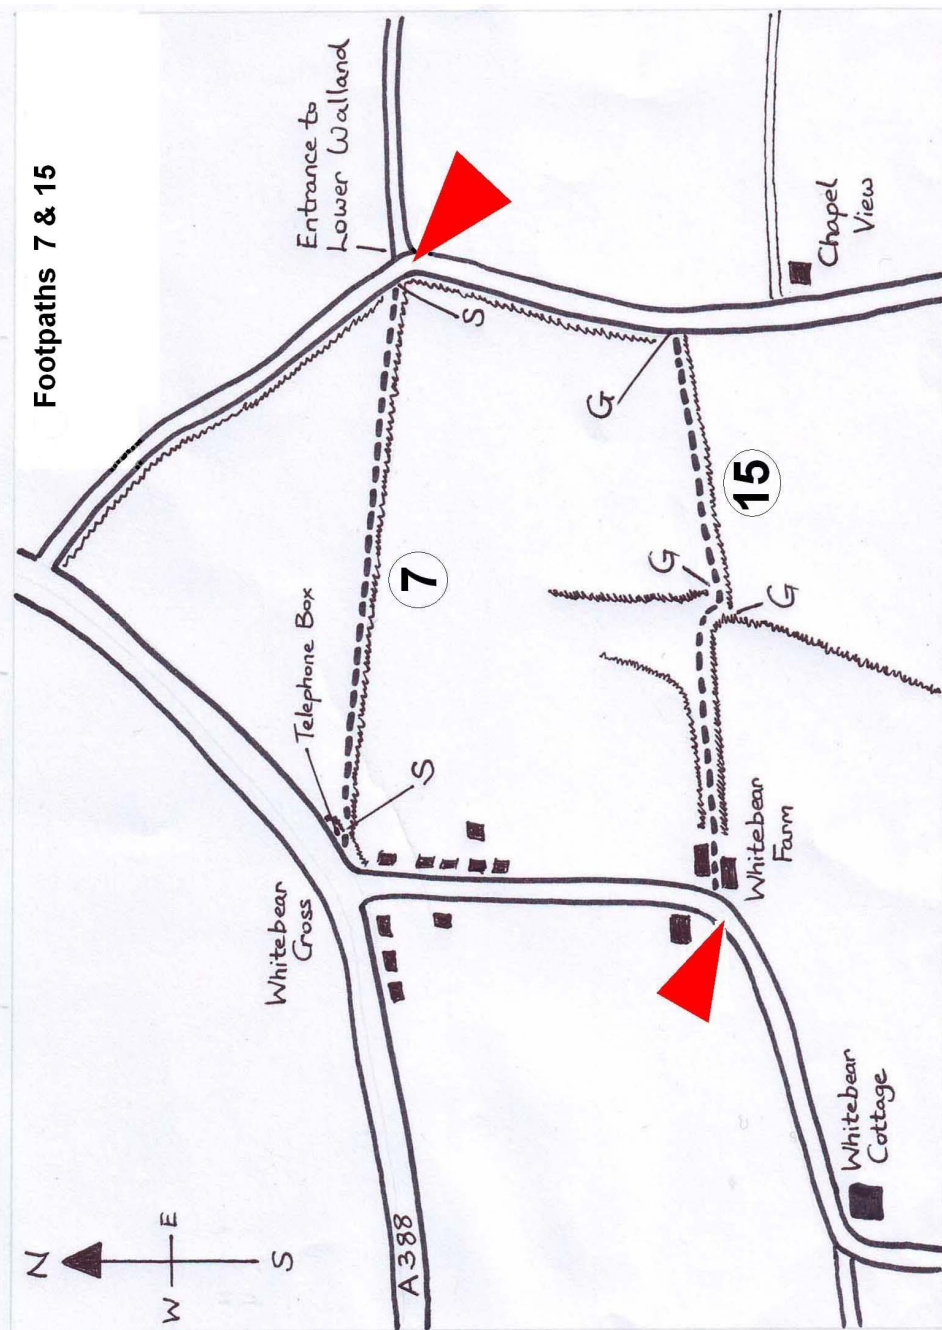 Footpaths 7 & 15
Entrance to
Lower Walland
Chapel
View
S
G
15
7
G
G
Telephone Box
S
Whitebear
Cross
Whitebear
Farm
Whitebear
Cottage
A388
N
W
E
S